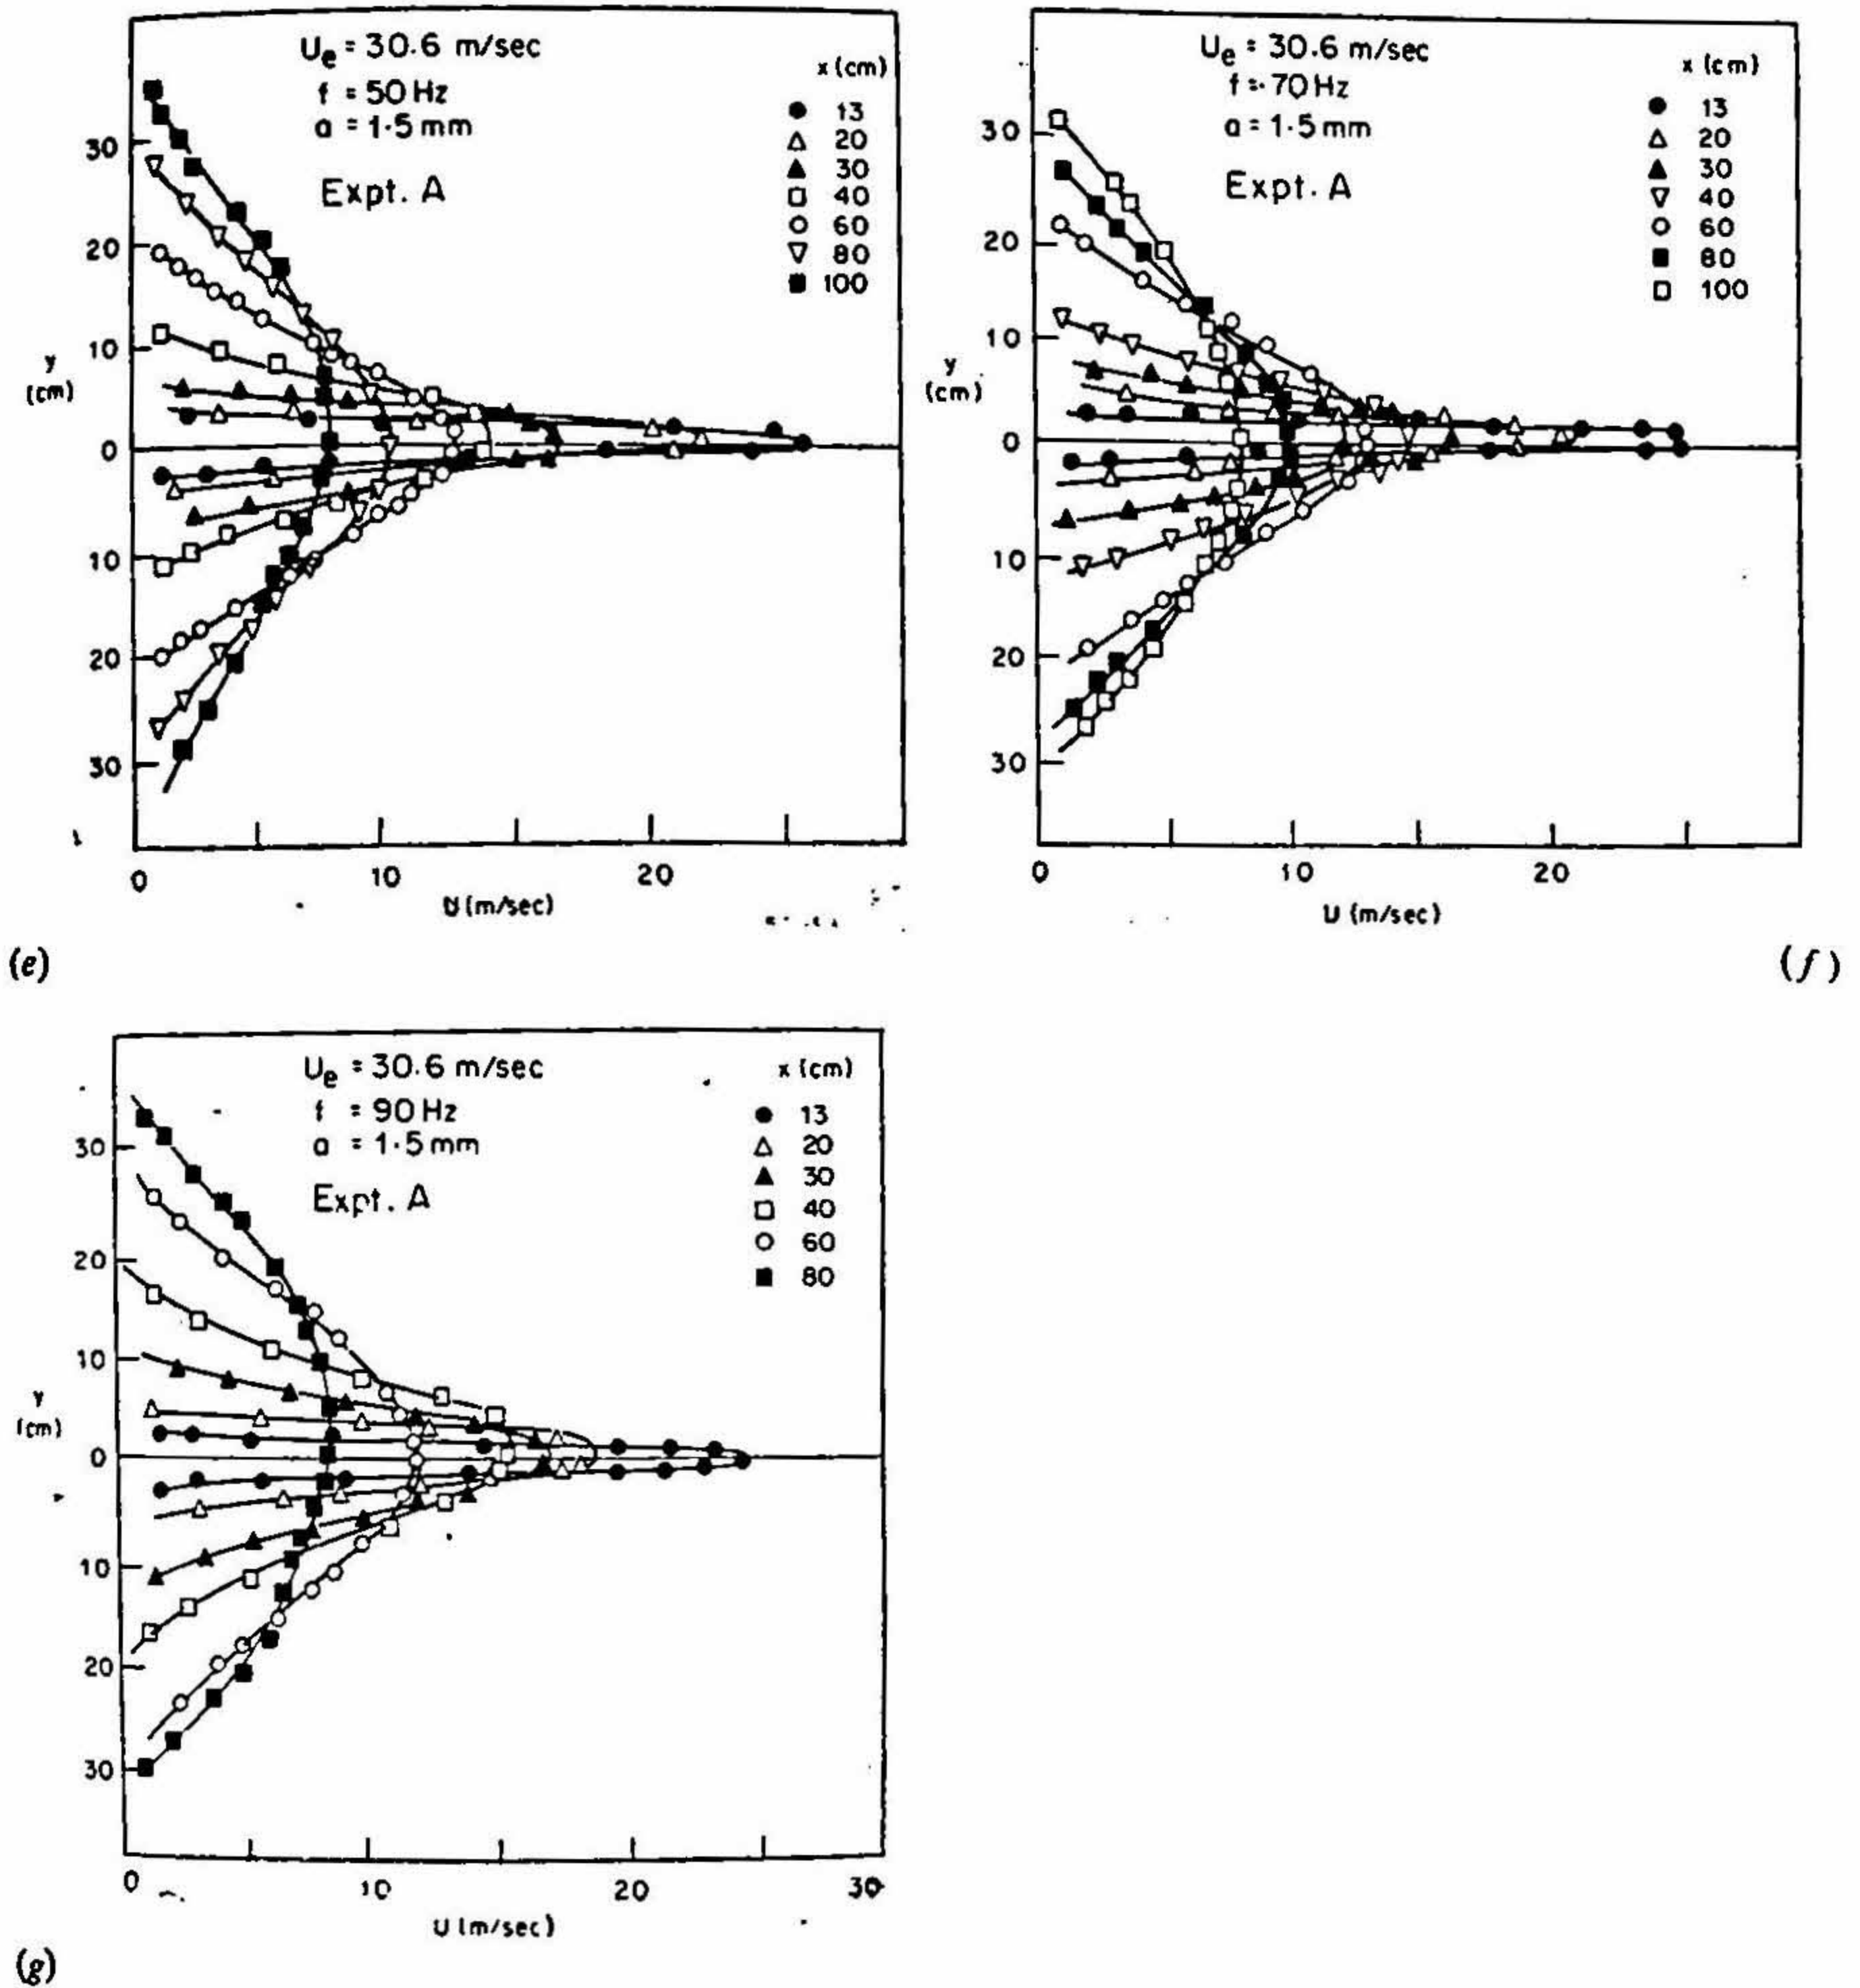 U_e = 30.6 m/sec
f = 50 Hz
a = 1.5 mm
Expt. A
x (cm)
● 13
△ 20
▲ 30
□ 40
○ 60
▽ 80
■ 100
30
20
10
0
10
20
30
y
(cm)
0
10
20
U (m/sec)
(e)
U_e = 30.6 m/sec
f = 70 Hz
a = 1.5 mm
Expt. A
x (cm)
● 13
△ 20
▲ 30
▽ 40
○ 60
■ 80
□ 100
30
20
10
0
10
20
30
y
(cm)
0
10
20
U (m/sec)
(f)
U_e = 30.6 m/sec
f = 90 Hz
a = 1.5 mm
Expt. A
x (cm)
● 13
△ 20
▲ 30
□ 40
○ 60
■ 80
30
20
10
0
10
20
30
y
(cm)
0
10
20
30
U (m/sec)
(g)